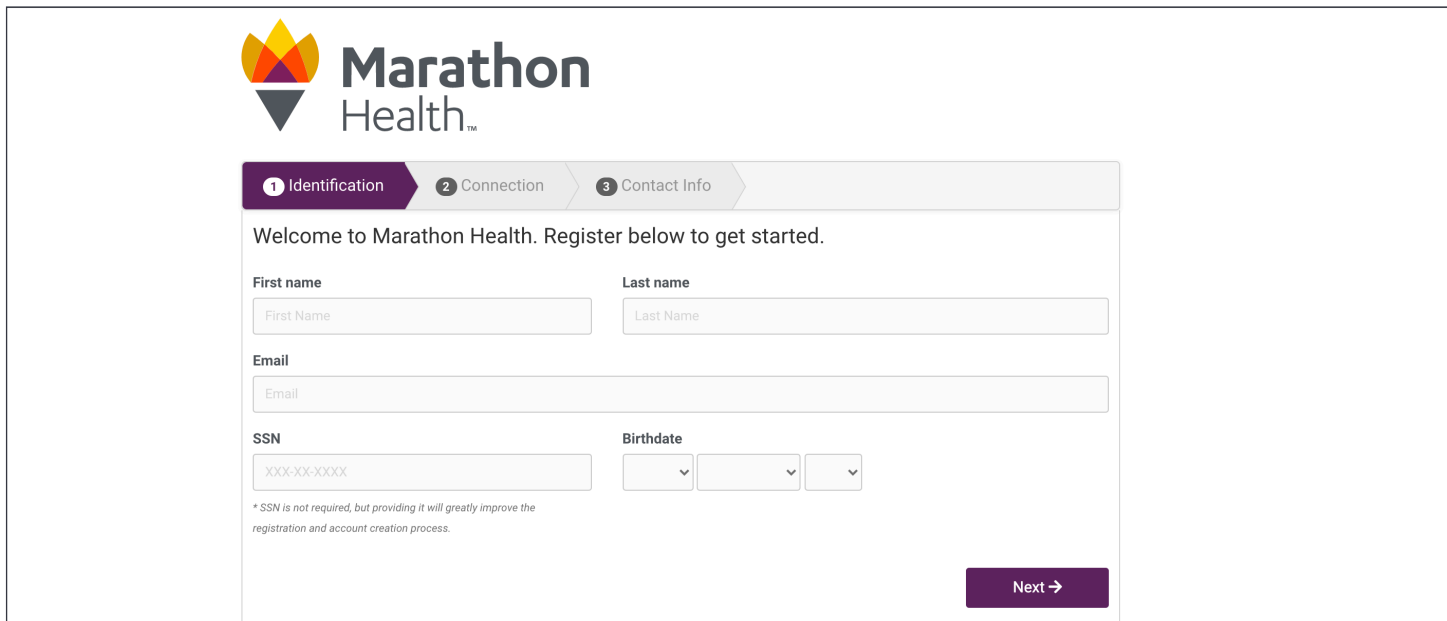 Marathon
Health™
1 Identification 2 Connection 3 Contact Info
Welcome to Marathon Health. Register below to get started.
First name Last name
First Name Last Name
Email
Email
SSN Birthdate
XXX-XX-XXXX
* SSN is not required, but providing it will greatly improve the
registration and account creation process.
Next →